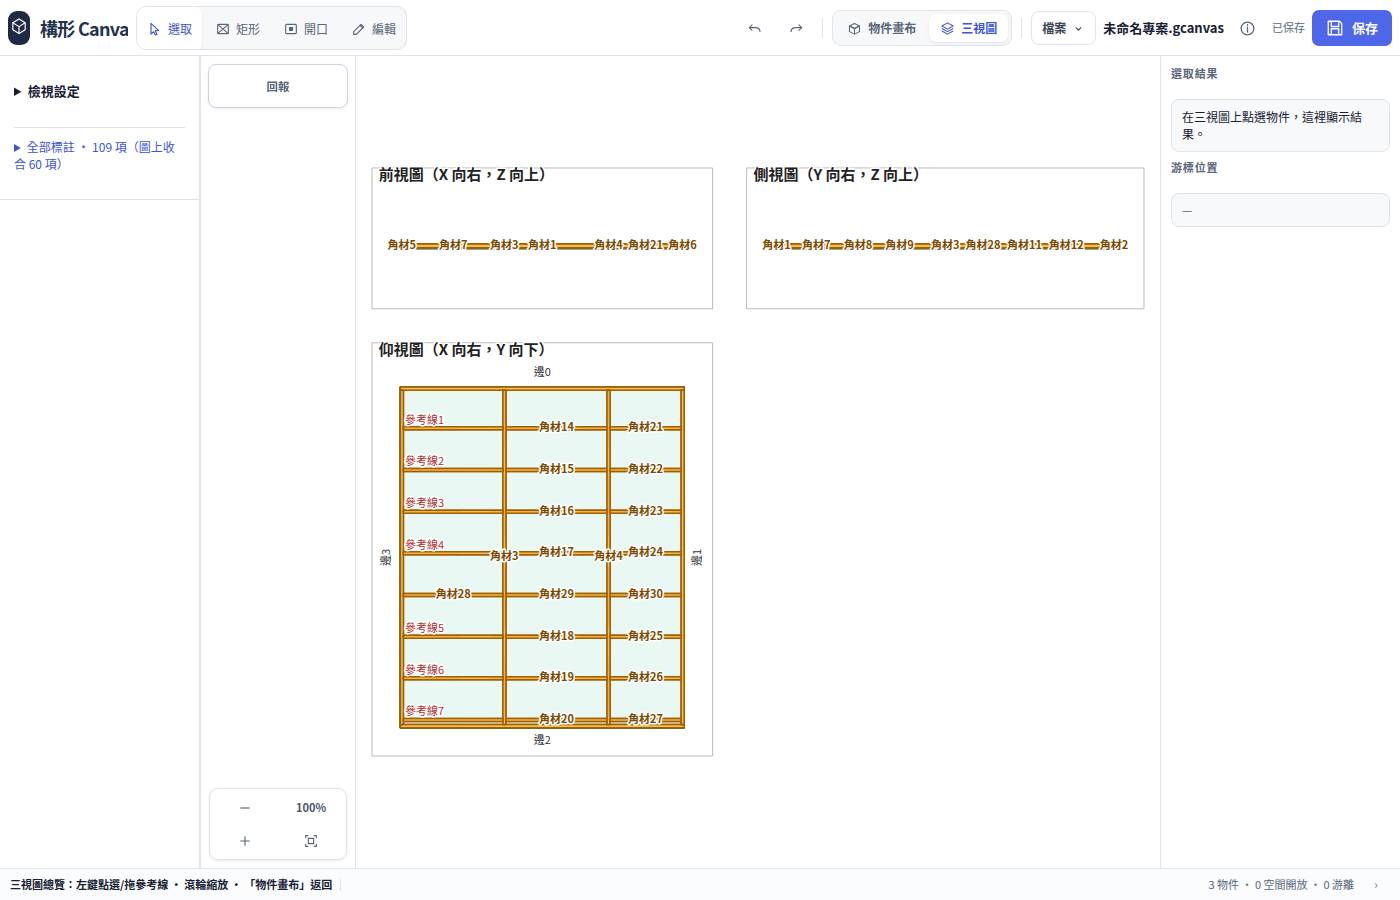 構形 Canva
選取
矩形
開口
編輯
物件畫布
三視圖
檔案
未命名專案.gcanvas
已保存
保存
▶ 檢視設定
▶ 全部標註 · 109 項（圖上收
合 60 項）
回報
100%
前視圖（X 向右，Z 向上）
角材5
角材7
角材3
角材1
角材4
角材21
角材6
側視圖（Y 向右，Z 向上）
角材1
角材7
角材8
角材9
角材3
角材28
角材11
角材12
角材2
仰視圖（X 向右，Y 向下）
邊0
參考線1
角材14
角材21
參考線2
角材15
角材22
參考線3
角材16
角材23
參考線4
角材3
角材17
角材4
角材24
邊3
邊1
角材28
角材29
角材30
參考線5
角材18
角材25
參考線6
角材19
角材26
參考線7
角材20
角材27
邊2
選取結果
在三視圖上點選物件，這裡顯示結
果。
游標位置
—
三視圖總覽：左鍵點選/拖參考線 · 滾輪縮放 · 「物件畫布」返回
3 物件 · 0 空間開放 · 0 游離